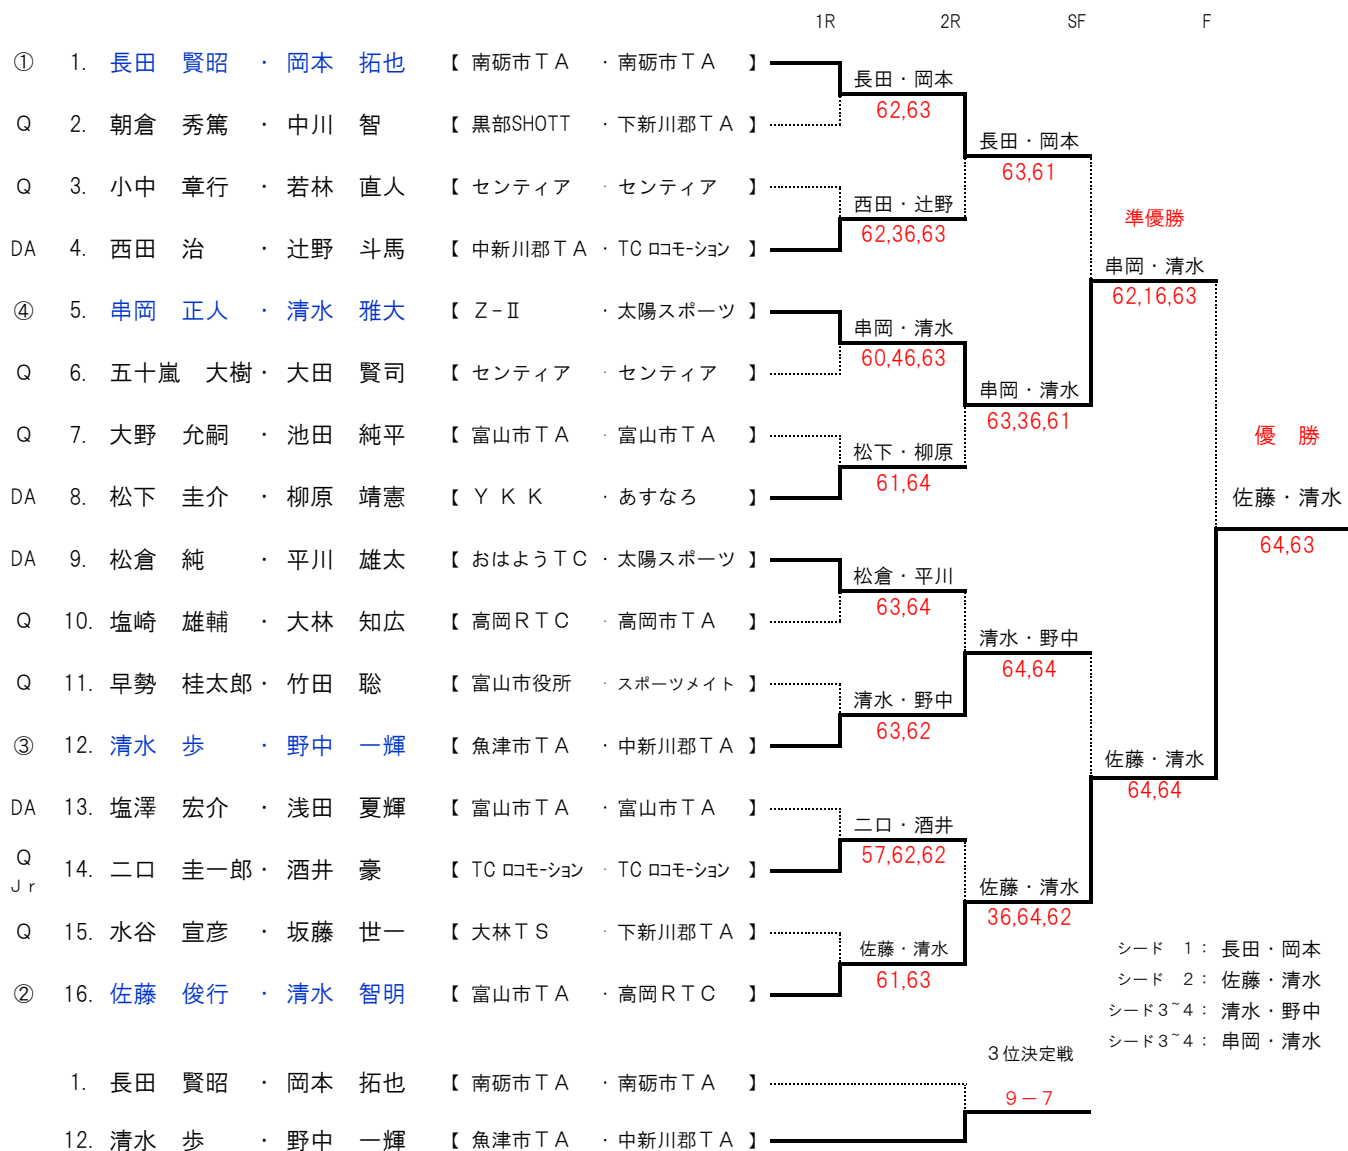 1R 2R SF F
① 1. 長田 賢昭 ・ 岡本 拓也 【 南砺市ＴＡ ・ 南砺市ＴＡ 】
長田・岡本
62,63
Q 2. 朝倉 秀篤 ・ 中川 智 【 黒部SHOTT ・ 下新川郡ＴＡ 】
長田・岡本
63,61
Q 3. 小中 章行 ・ 若林 直人 【 センティア ・ センティア 】
西田・辻野
62,36,63
準優勝
DA 4. 西田 治 ・ 辻野 斗馬 【 中新川郡ＴＡ ・ TC ﾛｺﾓｰｼｮﾝ 】
串岡・清水
62,16,63
④ 5. 串岡 正人 ・ 清水 雅大 【 Ｚ−Ⅱ ・ 太陽スポーツ 】
串岡・清水
60,46,63
Q 6. 五十嵐 大樹 ・ 大田 賢司 【 センティア ・ センティア 】
串岡・清水
63,36,61
Q 7. 大野 允嗣 ・ 池田 純平 【 富山市ＴＡ ・ 富山市ＴＡ 】
優 勝
松下・柳原
61,64
DA 8. 松下 圭介 ・ 柳原 靖憲 【 Ｙ Ｋ Ｋ ・ あすなろ 】
佐藤・清水
64,63
DA 9. 松倉 純 ・ 平川 雄太 【 おはようＴＣ ・ 太陽スポーツ 】
松倉・平川
63,64
Q 10. 塩崎 雄輔 ・ 大林 知広 【 高岡ＲＴＣ ・ 高岡市ＴＡ 】
清水・野中
64,64
Q 11. 早勢 桂太郎 ・ 竹田 聡 【 富山市役所 ・ スポーツメイト 】
清水・野中
63,62
③ 12. 清水 歩 ・ 野中 一輝 【 魚津市ＴＡ ・ 中新川郡ＴＡ 】
佐藤・清水
64,64
DA 13. 塩澤 宏介 ・ 浅田 夏輝 【 富山市ＴＡ ・ 富山市ＴＡ 】
二口・酒井
57,62,62
Q Ｊｒ 14. 二口 圭一郎 ・ 酒井 豪 【 TC ﾛｺﾓｰｼｮﾝ ・ TC ﾛｺﾓｰｼｮﾝ 】
佐藤・清水
36,64,62
Q 15. 水谷 宣彦 ・ 坂藤 世一 【 大林ＴＳ ・ 下新川郡ＴＡ 】
佐藤・清水
61,63
シード 1： 長田・岡本
シード 2： 佐藤・清水
② 16. 佐藤 俊行 ・ 清水 智明 【 富山市ＴＡ ・ 高岡ＲＴＣ 】
シード3~4： 清水・野中
シード3~4： 串岡・清水
３位決定戦
1. 長田 賢昭 ・ 岡本 拓也 【 南砺市ＴＡ ・ 南砺市ＴＡ 】
９－７
12. 清水 歩 ・ 野中 一輝 【 魚津市ＴＡ ・ 中新川郡ＴＡ 】